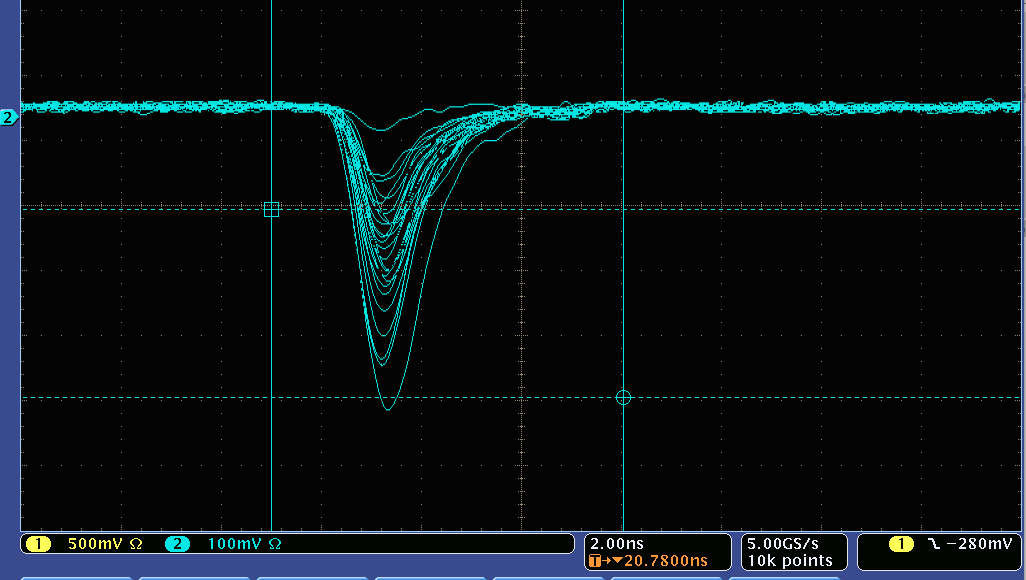 2
1 500mV Ω 2 100mV Ω
2.00ns
T→▼20.7800ns
5.00GS/s
10k points
1 ∖ −280mV